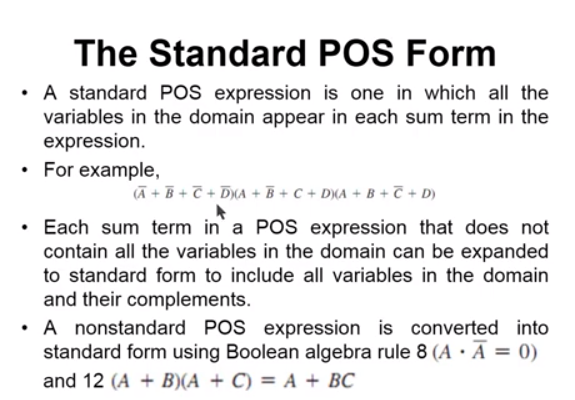 The Standard POS Form
• A standard POS expression is one in which all the
variables in the domain appear in each sum term in the
expression.
• For example,
(A̅ + B̅ + C̅ + D̅)(A + B̅ + C + D)(A + B + C̅ + D)
• Each sum term in a POS expression that does not
contain all the variables in the domain can be expanded
to standard form to include all variables in the domain
and their complements.
• A nonstandard POS expression is converted into
standard form using Boolean algebra rule 8 (A · A̅ = 0)
and 12 (A + B)(A + C) = A + BC